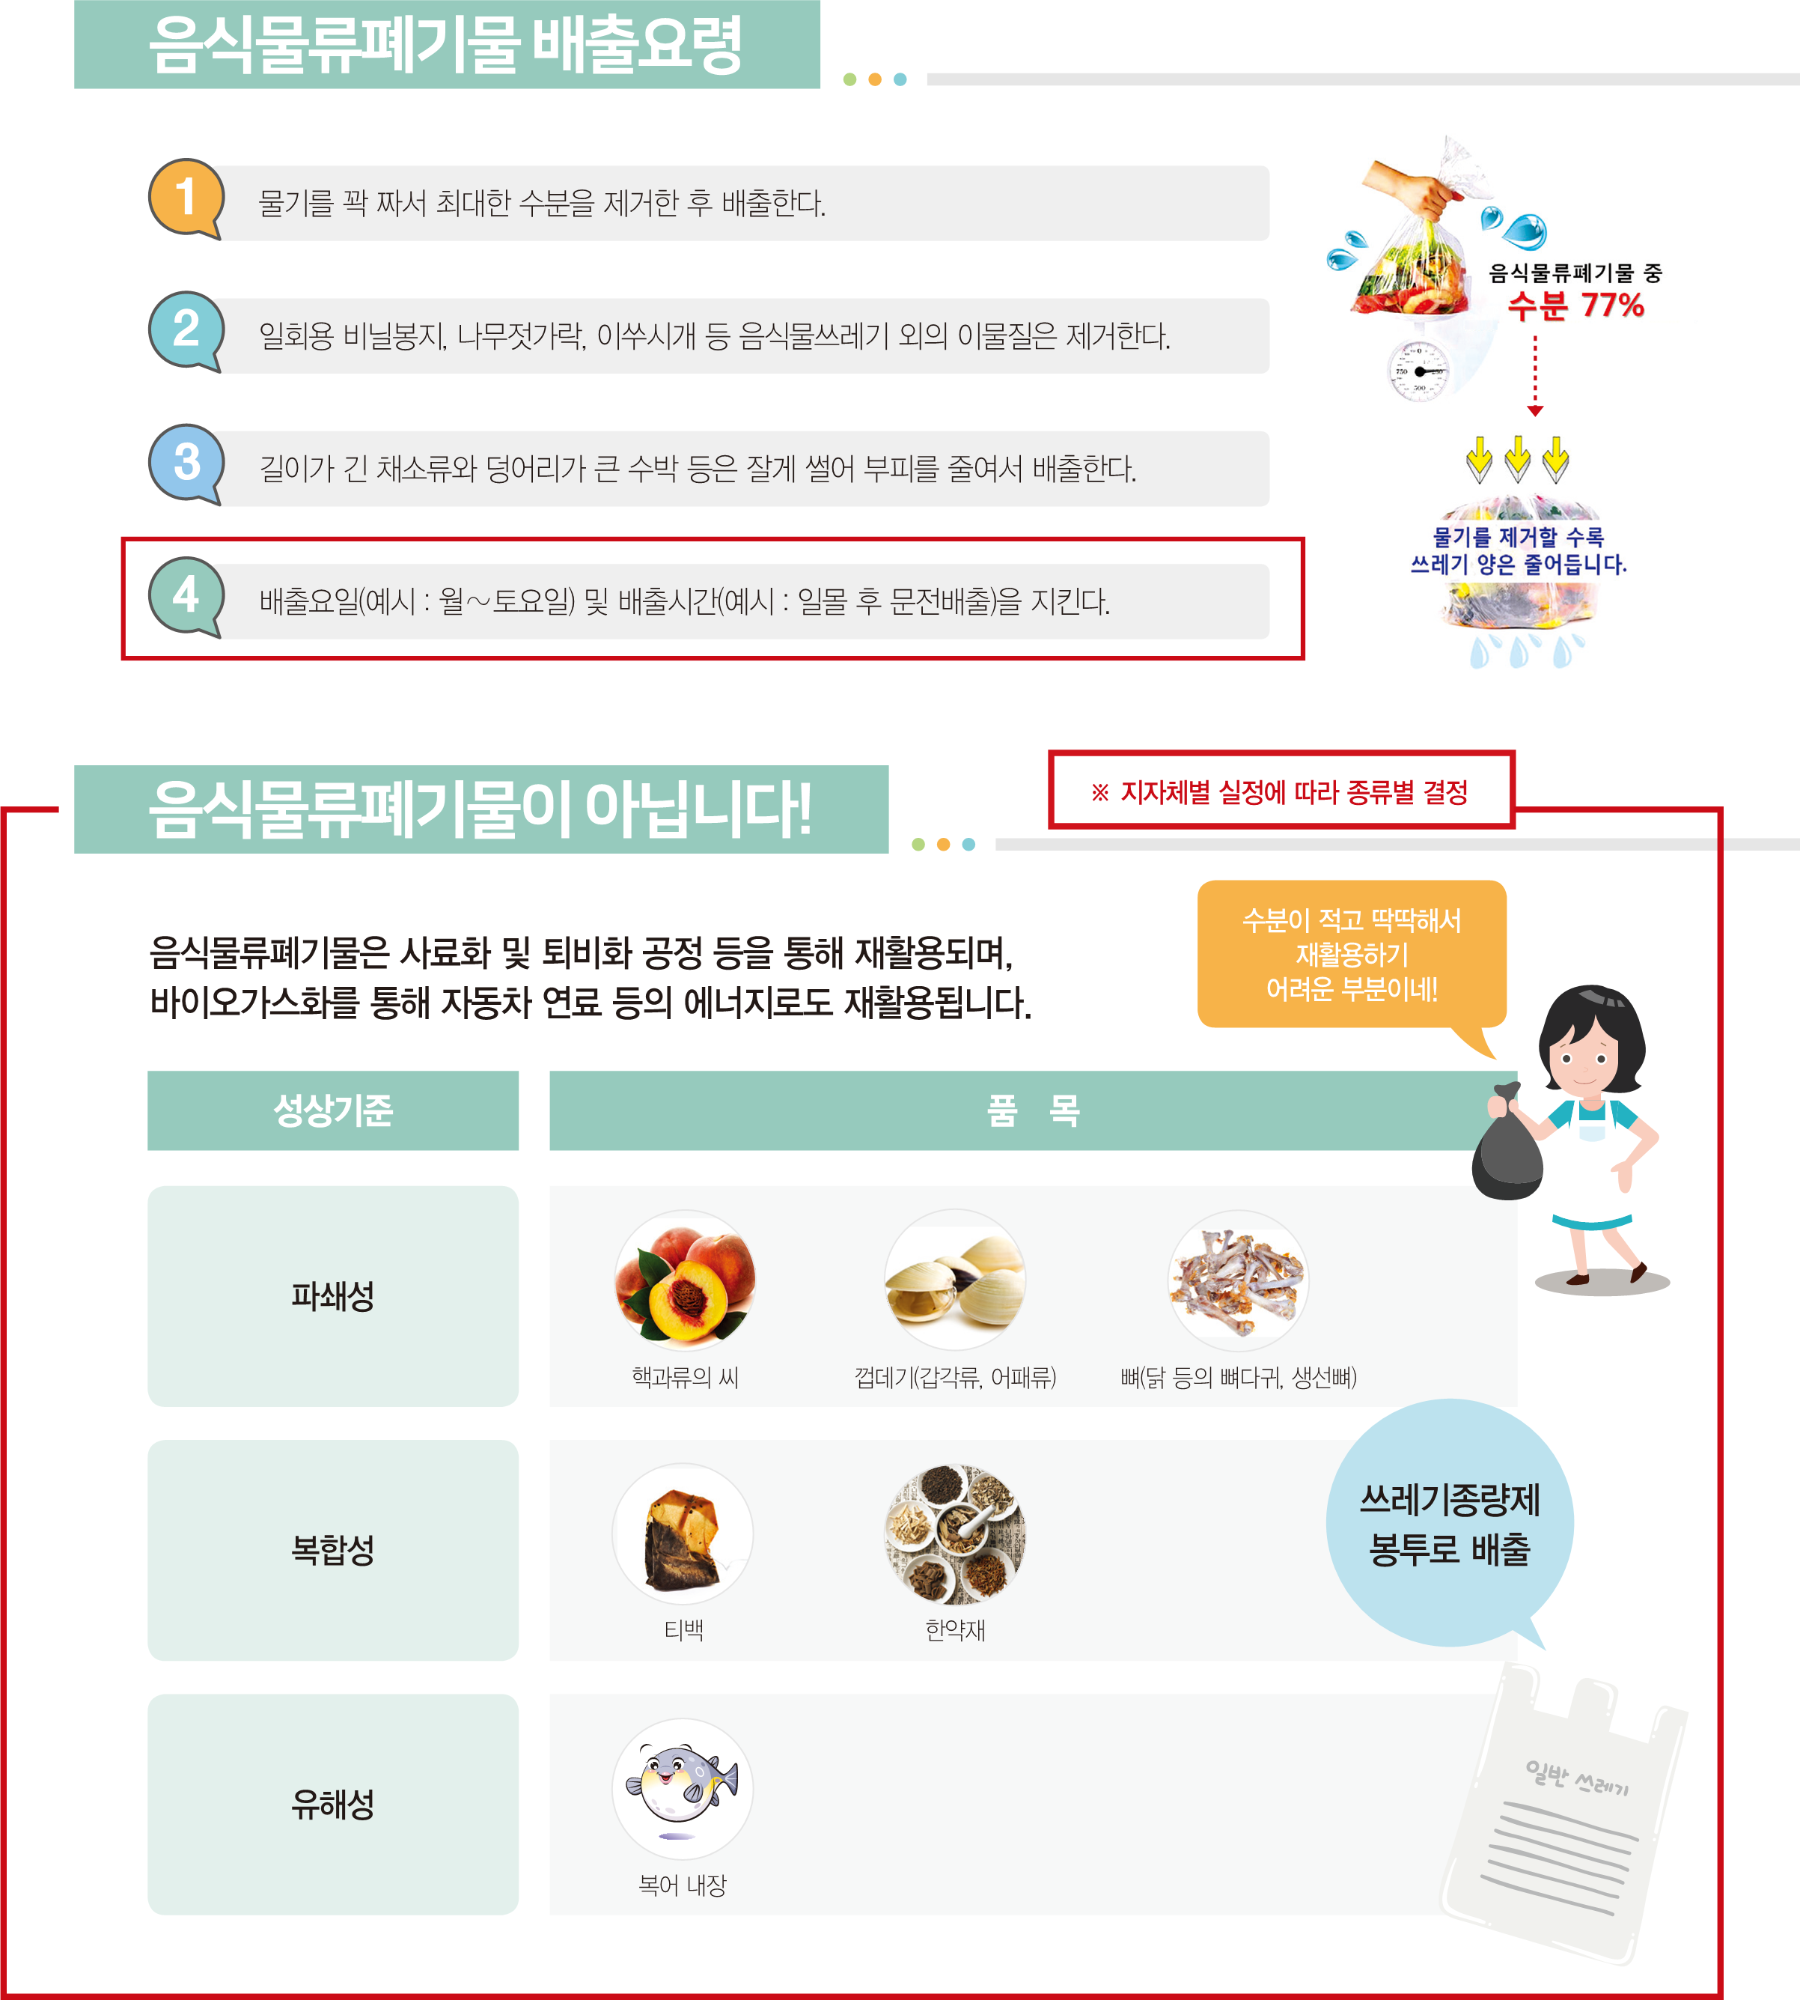 음식물류폐기물 배출요령
1
물기를 꽉 짜서 최대한 수분을 제거한 후 배출한다.
2
일회용 비닐봉지, 나무젓가락, 이쑤시개 등 음식물쓰레기 외의 이물질은 제거한다.
3
길이가 긴 채소류와 덩어리가 큰 수박 등은 잘게 썰어 부피를 줄여서 배출한다.
4
배출요일(예시 : 월～토요일) 및 배출시간(예시 : 일몰 후 문전배출)을 지킨다.
음식물류폐기물 중
수분 77%
0
750
250
500
물기를 제거할 수록
쓰레기 양은 줄어듭니다.
음식물류폐기물이 아닙니다!
※ 지자체별 실정에 따라 종류별 결정
음식물류폐기물은 사료화 및 퇴비화 공정 등을 통해 재활용되며,
바이오가스화를 통해 자동차 연료 등의 에너지로도 재활용됩니다.
수분이 적고 딱딱해서
재활용하기
어려운 부분이네!
성상기준
품 목
파쇄성
핵과류의 씨
껍데기(갑각류, 어패류)
뼈(닭 등의 뼈다귀, 생선뼈)
복합성
티백
한약재
쓰레기종량제
봉투로 배출
유해성
복어 내장
일반 쓰레기